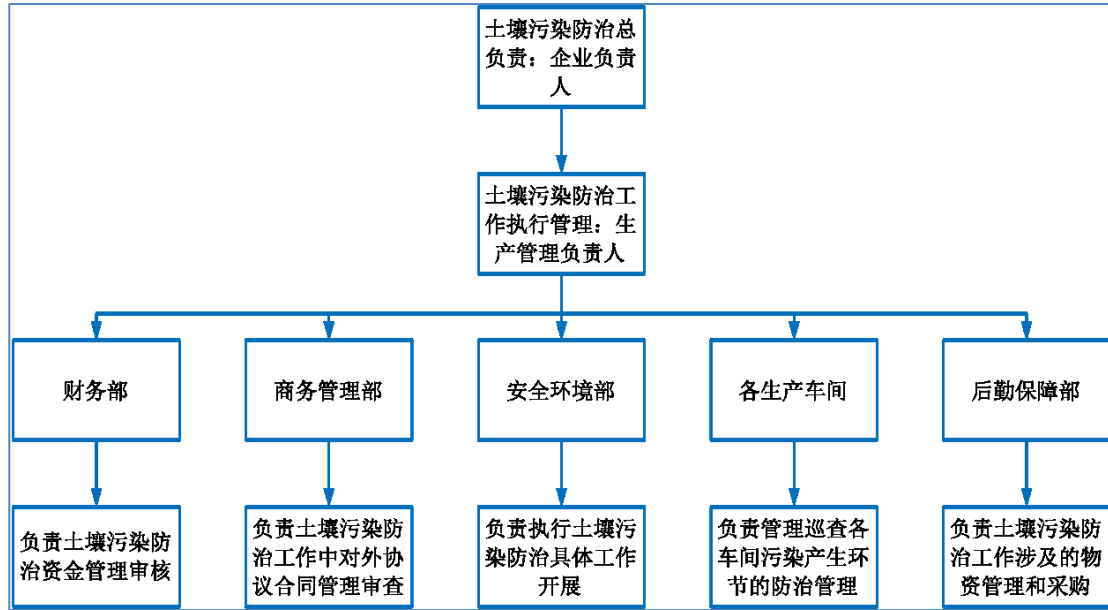 土壤污染防治总
负责：企业负责
人
土壤污染防治工
作执行管理：生
产管理负责人
财务部
商务管理部
安全环境部
各生产车间
后勤保障部
负责土壤污染防
治资金管理审核
负责土壤污染防
治工作中对外协
议合同管理审查
负责执行土壤污
染防治具体工作
开展
负责管理巡查各
车间污染产生环
节的防治管理
负责土壤污染防
治工作涉及的物
资管理和采购